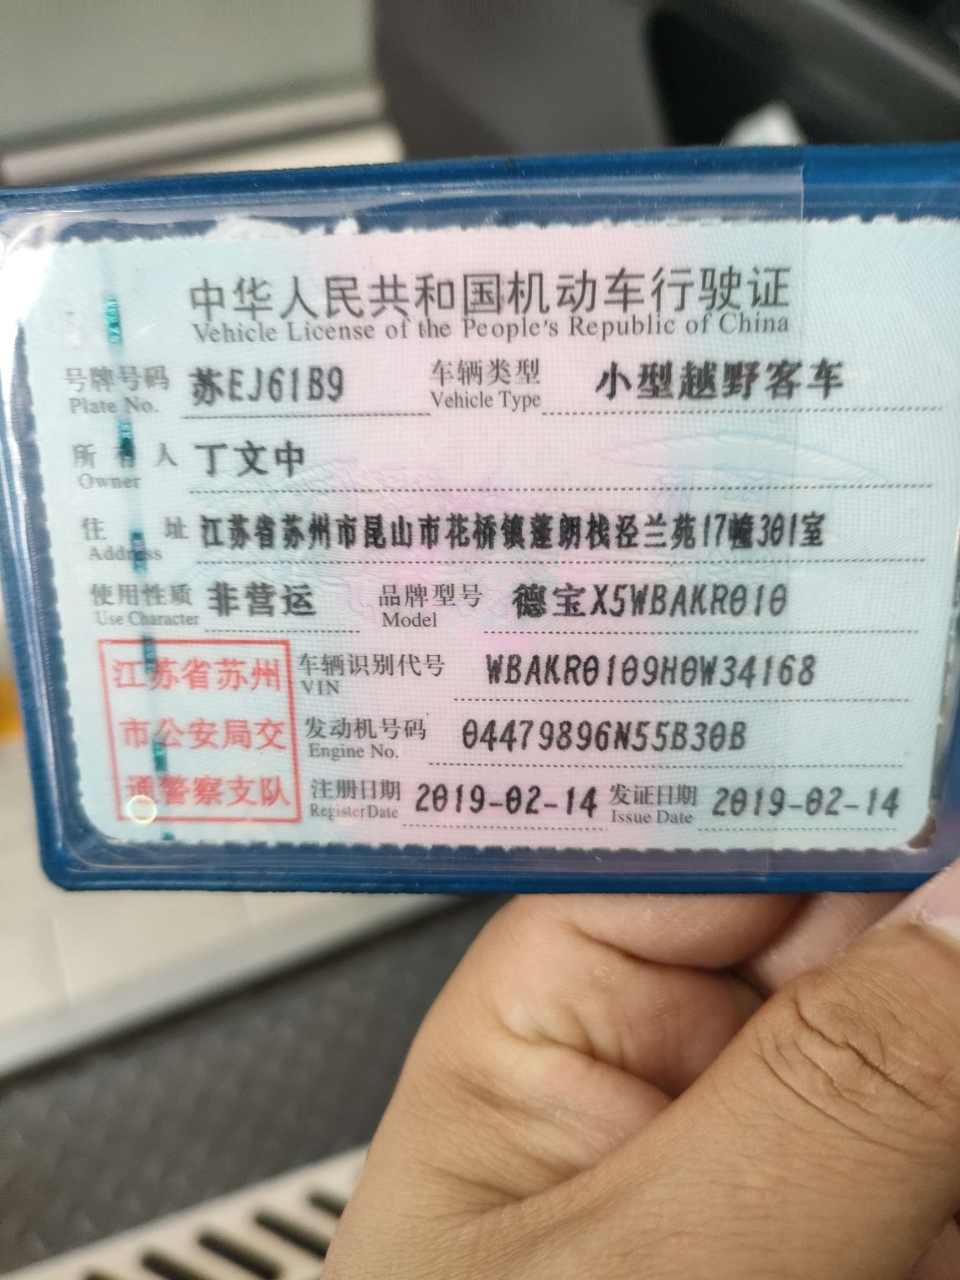 中华人民共和国机动车行驶证
Vehicle License of the People's Republic of China
号牌号码 苏EJ61B9 车辆类型 小型越野客车
Plate No. Vehicle Type
所有人 丁文中
Owner
住址 江苏省苏州市昆山市花桥镇蓬朗栈泾兰苑17幢301室
Address
使用性质 非营运 品牌型号 德宝X5WBAKR010
Use Character Model
江苏省苏州
市公安局交
通警察支队
车辆识别代号 WBAKR0109H0W34168
VIN
发动机号码 04479896N55B30B
Engine No.
注册日期 2019-02-14 发证日期 2019-02-14
Register Date Issue Date